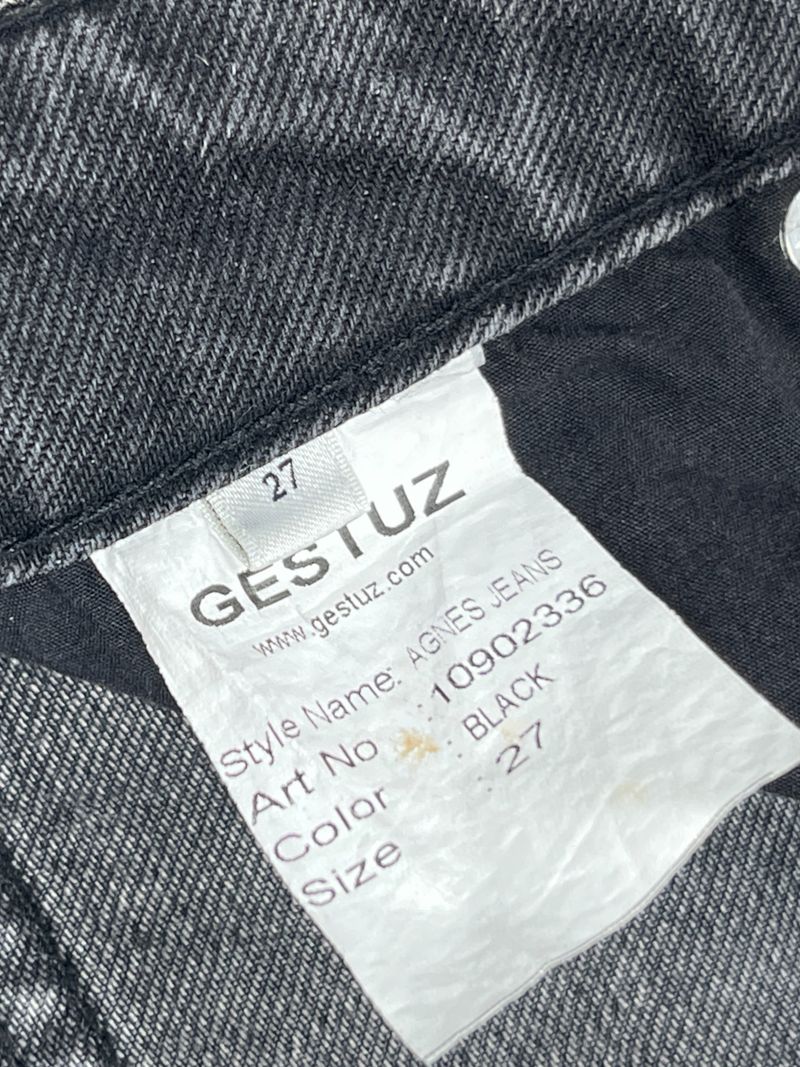 27
GESTUZ
www.gestuz.com
Style Name: AGNES JEANS
Art No : 10902336
Color : BLACK
Size : 27